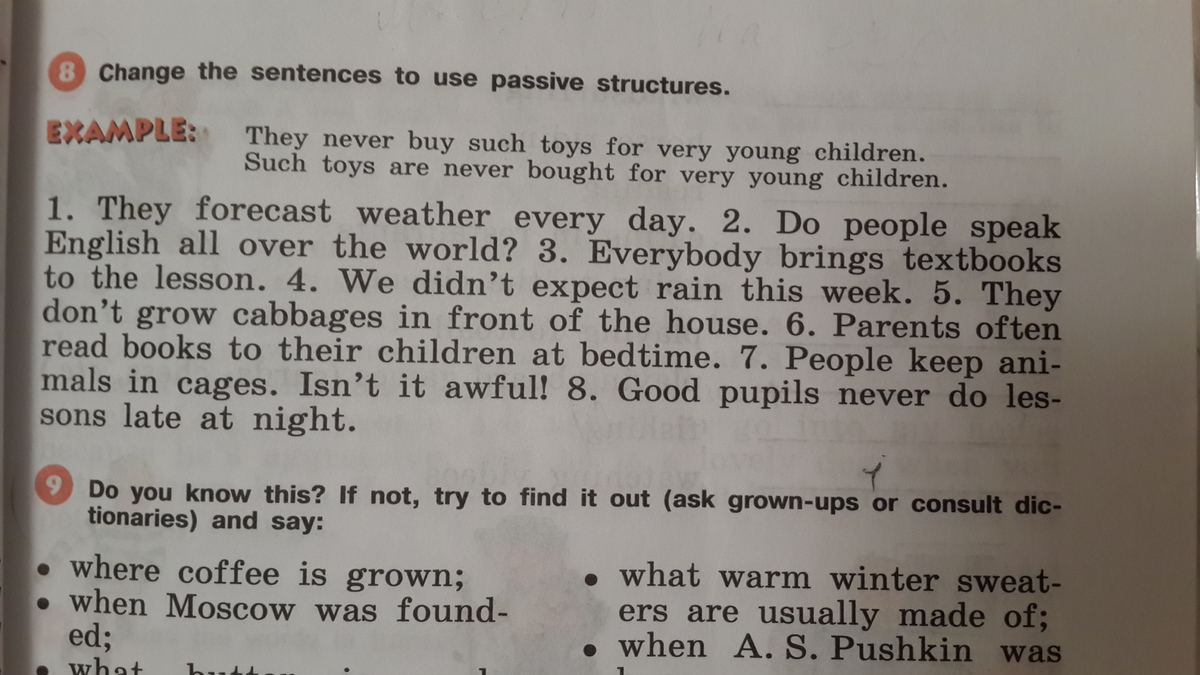 8 Change the sentences to use passive structures.
EXAMPLE: They never buy such toys for very young children.
Such toys are never bought for very young children.
1. They forecast weather every day. 2. Do people speak
English all over the world? 3. Everybody brings textbooks
to the lesson. 4. We didn't expect rain this week. 5. They
don't grow cabbages in front of the house. 6. Parents often
read books to their children at bedtime. 7. People keep ani-
mals in cages. Isn't it awful! 8. Good pupils never do les-
sons late at night.
9 Do you know this? If not, try to find it out (ask grown-ups or consult dic-
tionaries) and say:
• where coffee is grown;
• when Moscow was found-
ed;
• what
• what warm winter sweat-
ers are usually made of;
• when A. S. Pushkin was